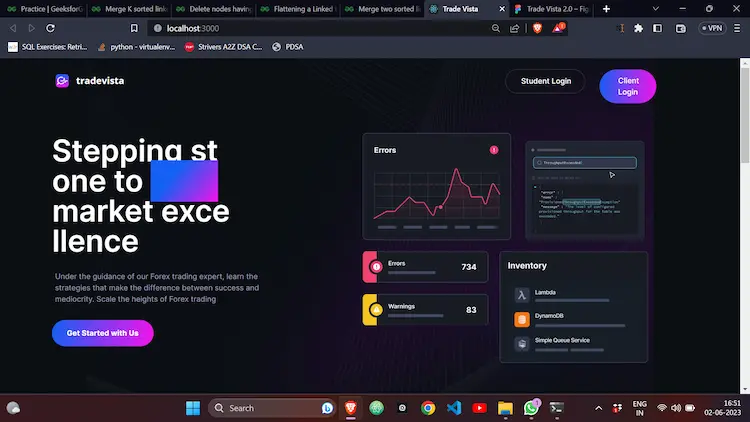 Practice | GeeksforG
Merge K sorted link
Delete nodes having
Flattening a Linked
Merge two sorted li
Trade Vista
Trade Vista 2.0 – Fig
localhost:3000
VPN
SQL Exercises: Retri...
python - virtualenv...
Strivers A2Z DSA C...
PDSA
tradevista
Student Login
Client
Login
Stepping st
one to
market exce
llence
Under the guidance of our Forex trading expert, learn the
strategies that make the difference between success and
mediocrity. Scale the heights of Forex trading
Get Started with Us
Errors
Errors
734
Warnings
83
Inventory
Lambda
DynamoDB
Simple Queue Service
Search
ENG
IN
16:51
02-06-2023